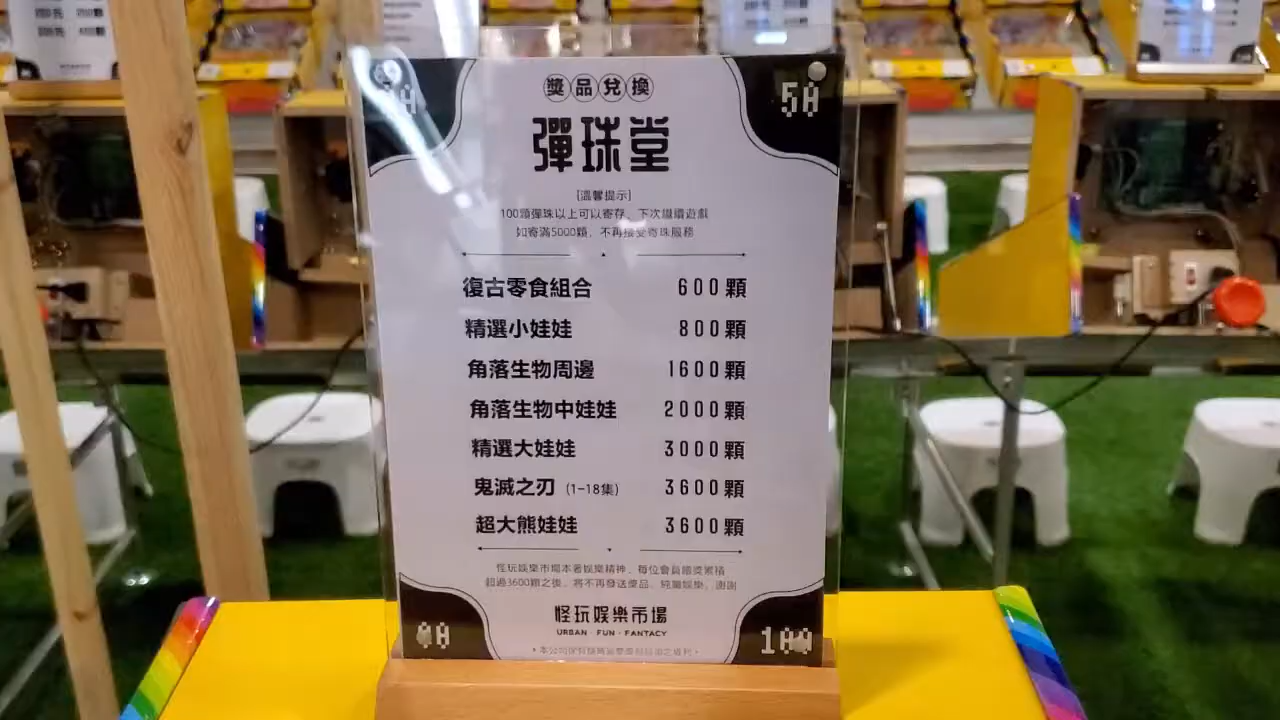 獎品兌換
5A
彈珠堂
[溫馨提示]
100顆彈珠以上可以寄存、下次繼續遊戲
如寄滿5000顆、不再接受寄珠服務
復古零食組合 600顆
精選小娃娃 800顆
角落生物周邊 1600顆
角落生物中娃娃 2000顆
精選大娃娃 3000顆
鬼滅之刃 (1-18集) 3600顆
超大熊娃娃 3600顆
怪玩娛樂市場本著娛樂精神、每位會員贈獎累積
超過3600顆之後、將不再發送獎品、純屬娛樂、謝謝
怪玩娛樂市場
URBAN · FUN · FANTACY